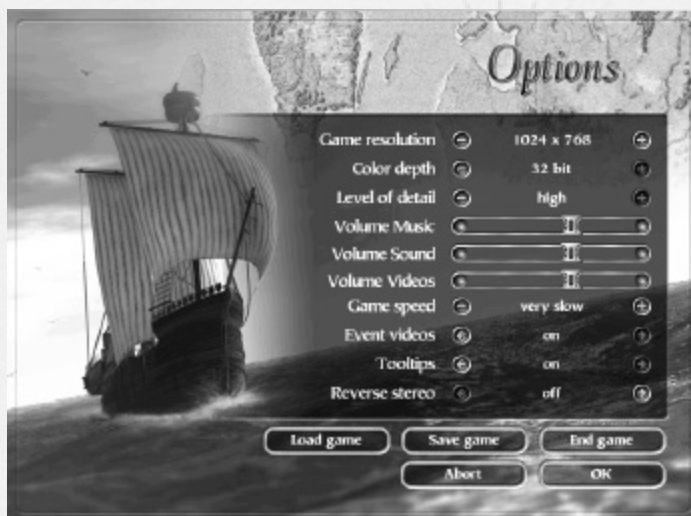 Options
Game resolution 1024 x 768
Color depth 32 bit
Level of detail high
Volume Music
Volume Sound
Volume Videos
Game speed very slow
Event videos on
Tooltips on
Reverse stereo off
Load game Save game End game
Abort OK